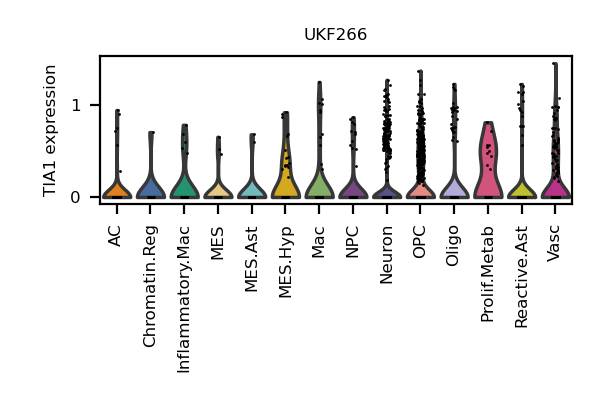 UKF266
TIA1 expression
1
0
AC
Chromatin.Reg
Inflammatory.Mac
MES
MES.Ast
MES.Hyp
Mac
NPC
Neuron
OPC
Oligo
Prolif.Metab
Reactive.Ast
Vasc